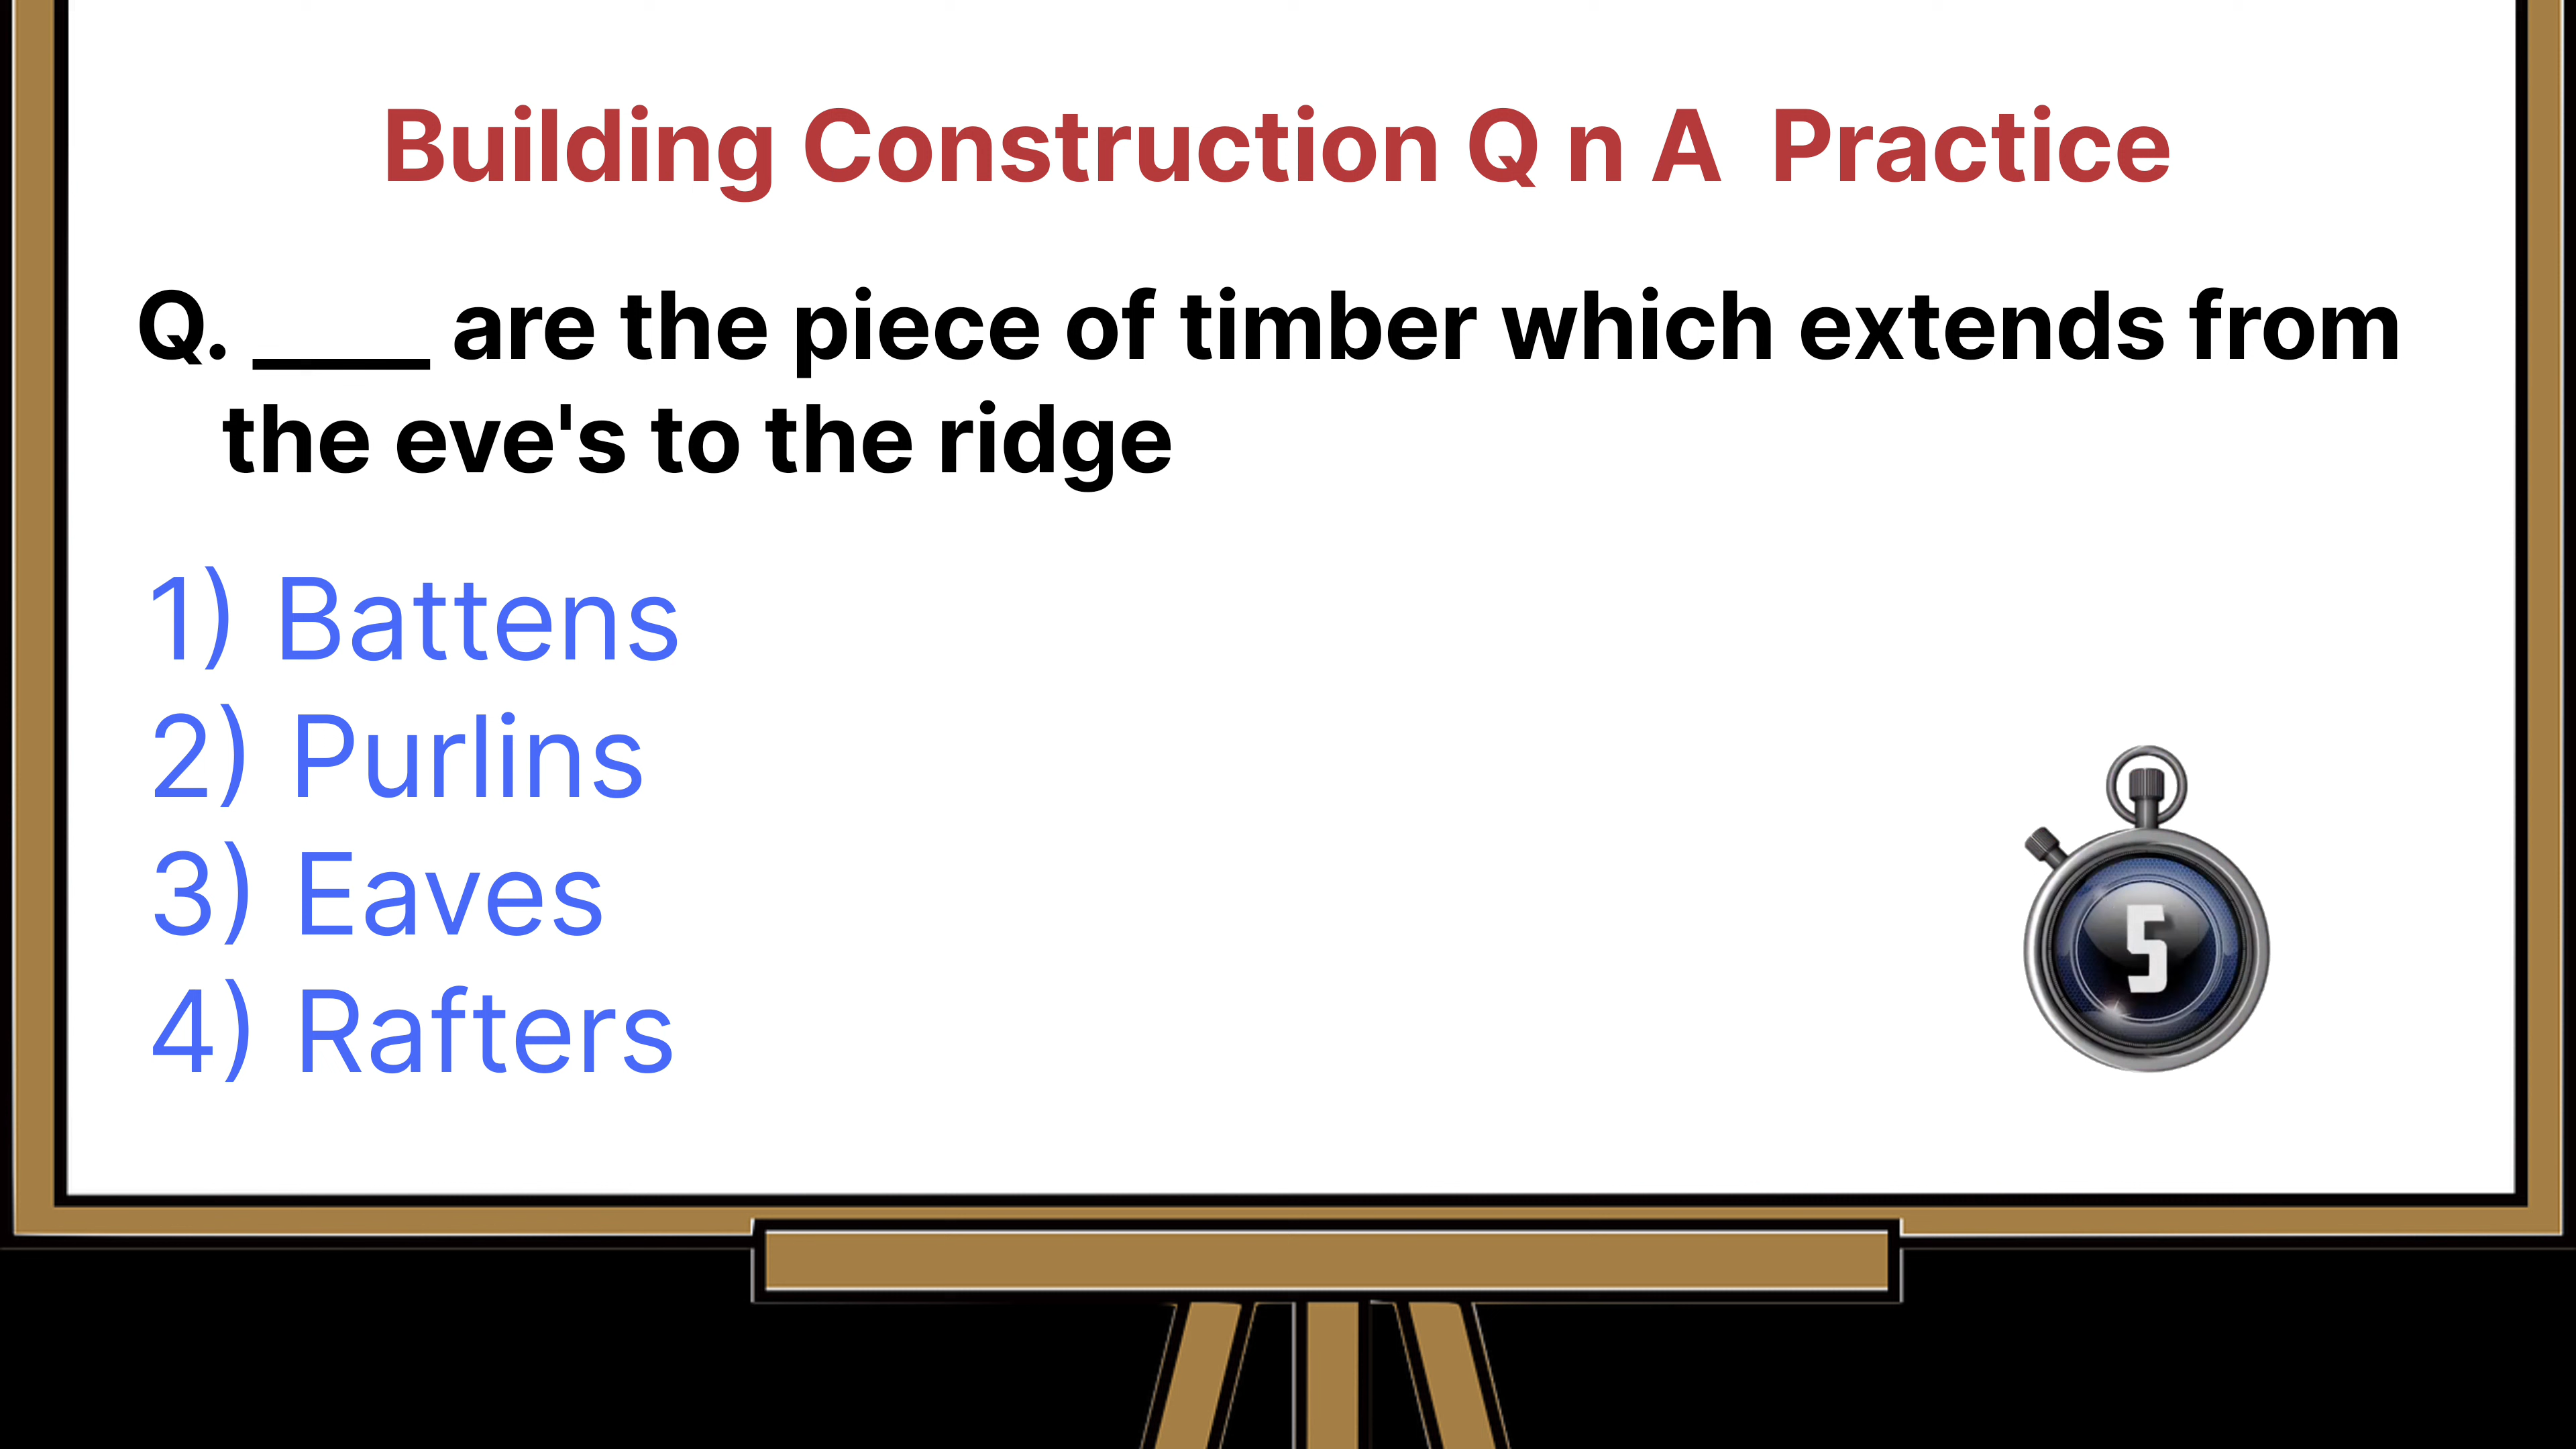 Building Construction Q n A  Practice
Q. ____ are the piece of timber which extends from
the eve's to the ridge
1) Battens
2) Purlins
3) Eaves
4) Rafters
5